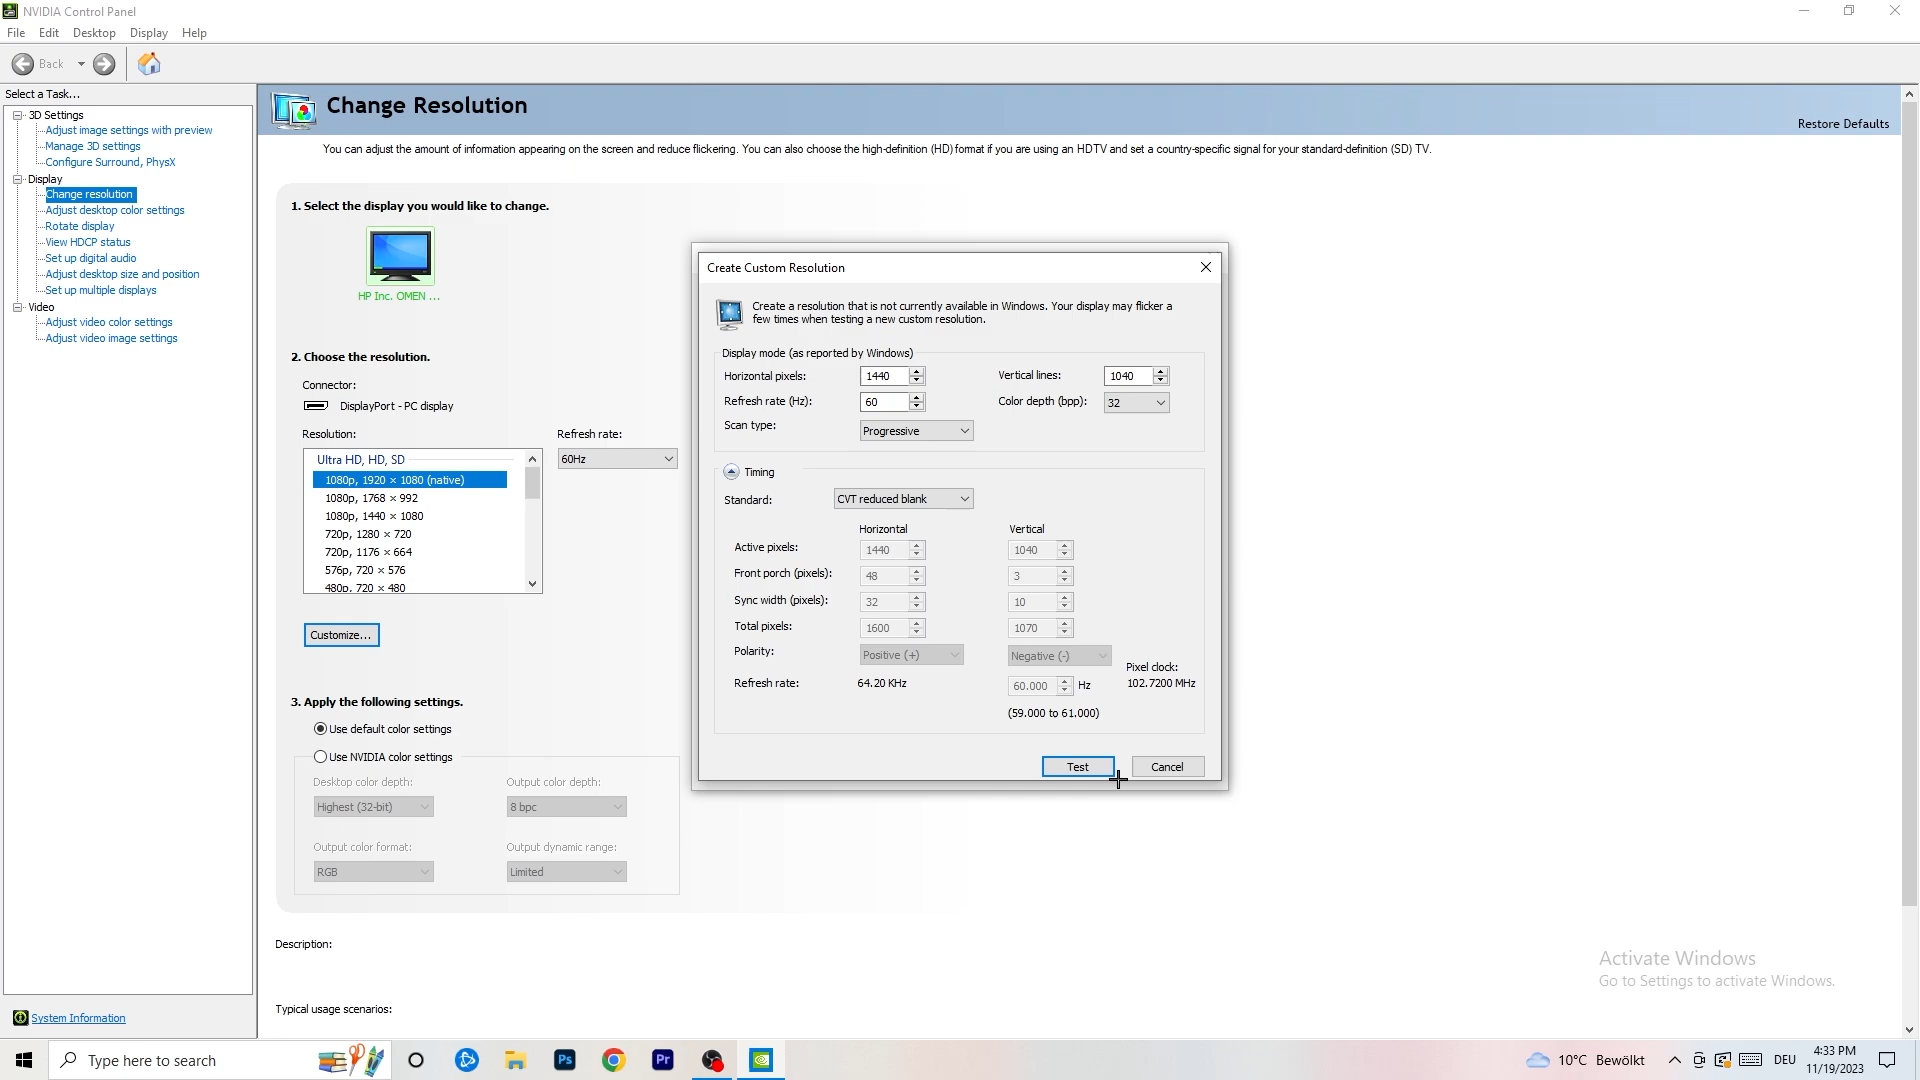 NVIDIA Control Panel
File Edit Desktop Display Help
Back
Select a Task...
3D Settings
Adjust image settings with preview
Manage 3D settings
Configure Surround, PhysX
Display
Change resolution
Adjust desktop color settings
Rotate display
View HDCP status
Set up digital audio
Adjust desktop size and position
Set up multiple displays
Video
Adjust video color settings
Adjust video image settings
System Information
Change Resolution
Restore Defaults
You can adjust the amount of information appearing on the screen and reduce flickering. You can also choose the high-definition (HD) format if you are using an HDTV and set a country-specific signal for your standard-definition (SD) TV.
1. Select the display you would like to change.
HP Inc. OMEN ...
2. Choose the resolution.
Connector:
DisplayPort - PC display
Resolution:
Refresh rate:
Ultra HD, HD, SD
60Hz
1080p, 1920 × 1080 (native)
1080p, 1768 × 992
1080p, 1440 × 1080
720p, 1280 × 720
720p, 1176 × 664
576p, 720 × 576
480p, 720 × 480
Customize...
3. Apply the following settings.
Use default color settings
Use NVIDIA color settings
Desktop color depth: Output color depth:
Highest (32-bit) 8 bpc
Output color format: Output dynamic range:
RGB Limited
Description:
Typical usage scenarios:
Create Custom Resolution
Create a resolution that is not currently available in Windows. Your display may flicker a
few times when testing a new custom resolution.
Display mode (as reported by Windows)
Horizontal pixels: 1440 Vertical lines: 1040
Refresh rate (Hz): 60 Color depth (bpp): 32
Scan type: Progressive
Timing
Standard: CVT reduced blank
Horizontal Vertical
Active pixels: 1440 1040
Front porch (pixels): 48 3
Sync width (pixels): 32 10
Total pixels: 1600 1070
Polarity: Positive (+) Negative (-)
Pixel clock:
Refresh rate: 64.20 KHz 60.000 Hz 102.7200 MHz
(59.000 to 61.000)
Test Cancel
Activate Windows
Go to Settings to activate Windows.
Type here to search
Ps
Pr
10°C Bewölkt
DEU
4:33 PM
11/19/2023